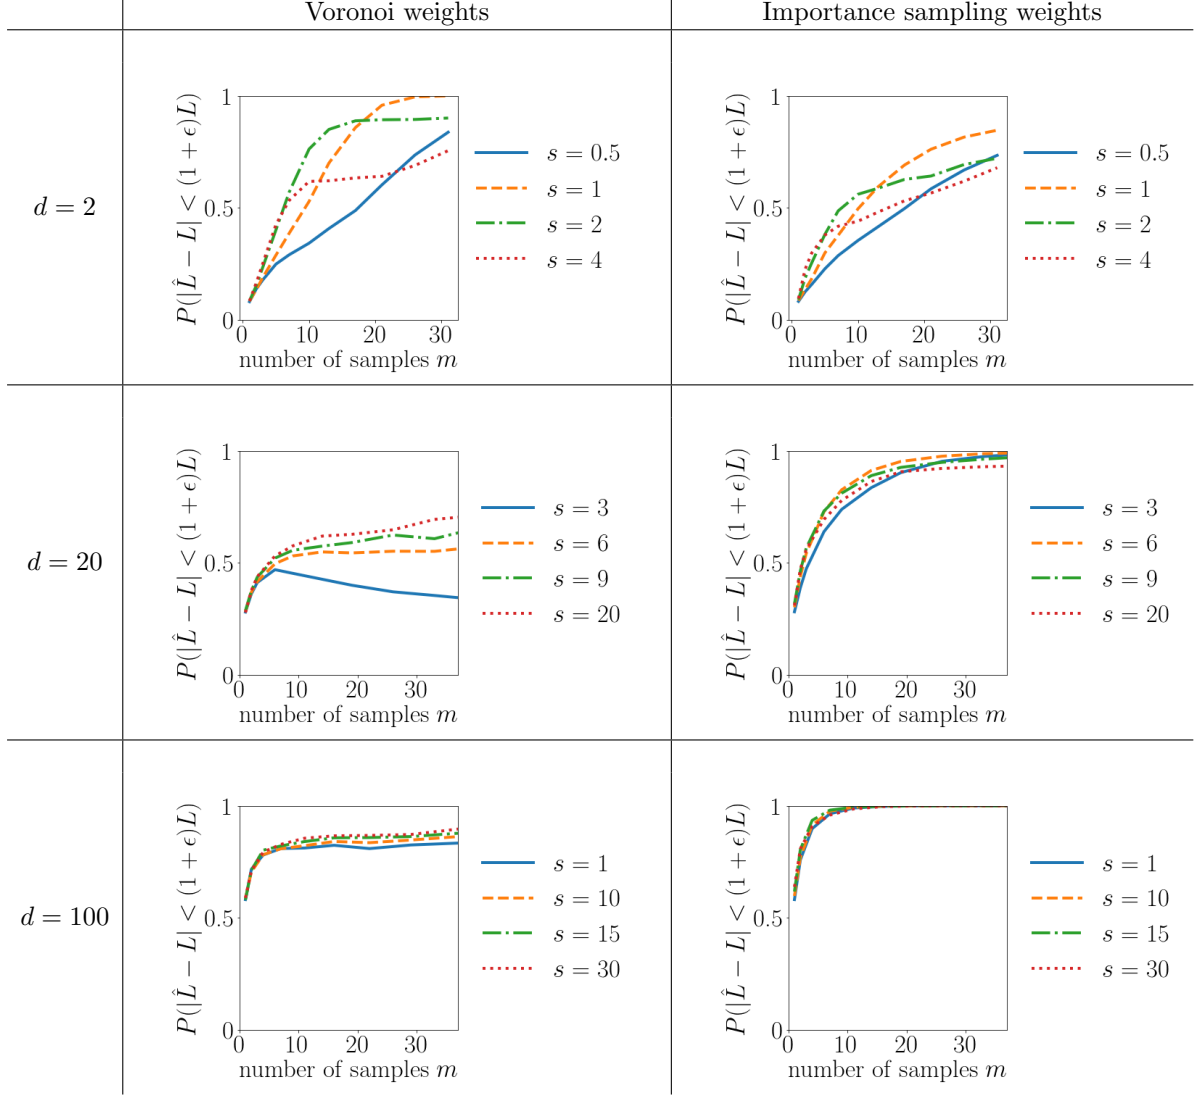 Voronoi weights
Importance sampling weights
d = 2
P(|L̂ − L| < (1 + ϵ)L)
1
0.5
0
0 10 20 30
number of samples m
s = 0.5
s = 1
s = 2
s = 4
P(|L̂ − L| < (1 + ϵ)L)
1
0.5
0
0 10 20 30
number of samples m
s = 0.5
s = 1
s = 2
s = 4
d = 20
P(|L̂ − L| < (1 + ϵ)L)
1
0.5
0
0 10 20 30
number of samples m
s = 3
s = 6
s = 9
s = 20
P(|L̂ − L| < (1 + ϵ)L)
1
0.5
0
0 10 20 30
number of samples m
s = 3
s = 6
s = 9
s = 20
d = 100
P(|L̂ − L| < (1 + ϵ)L)
1
0.5
0
0 10 20 30
number of samples m
s = 1
s = 10
s = 15
s = 30
P(|L̂ − L| < (1 + ϵ)L)
1
0.5
0
0 10 20 30
number of samples m
s = 1
s = 10
s = 15
s = 30